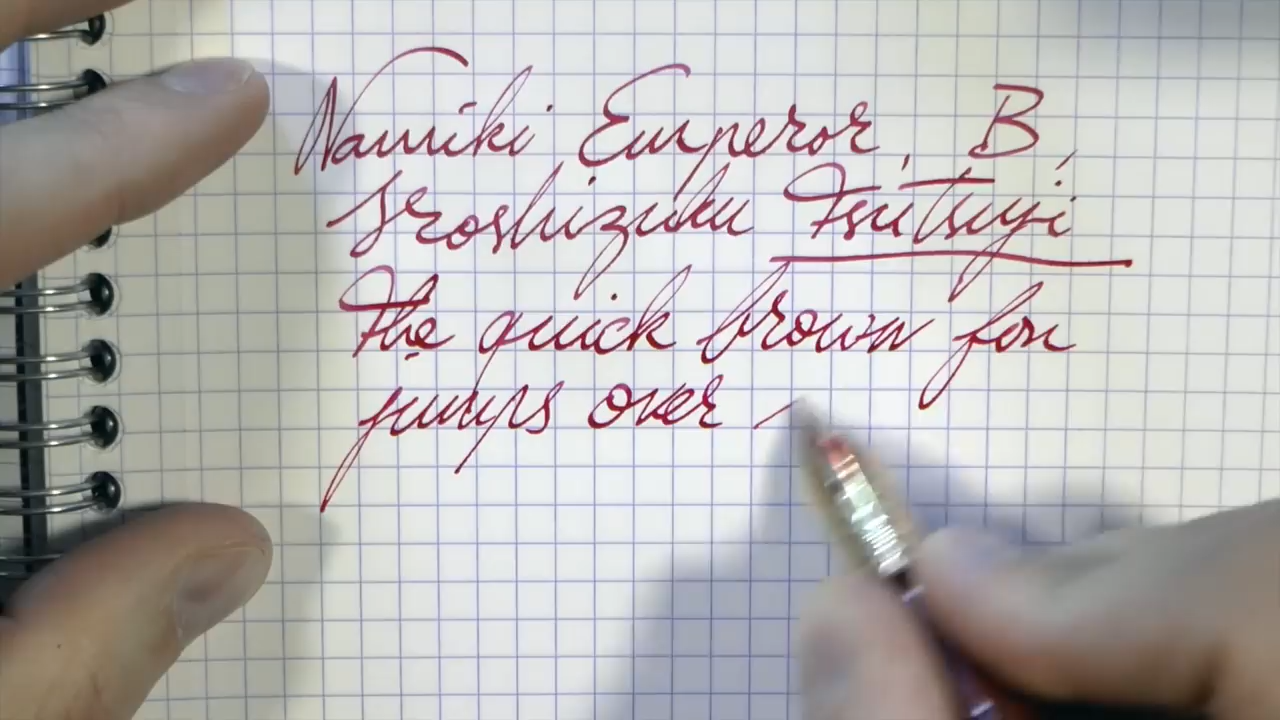 Namiki Emperor, B,
Iroshizuku Tsutsuji
The quick brown fox
jumps over